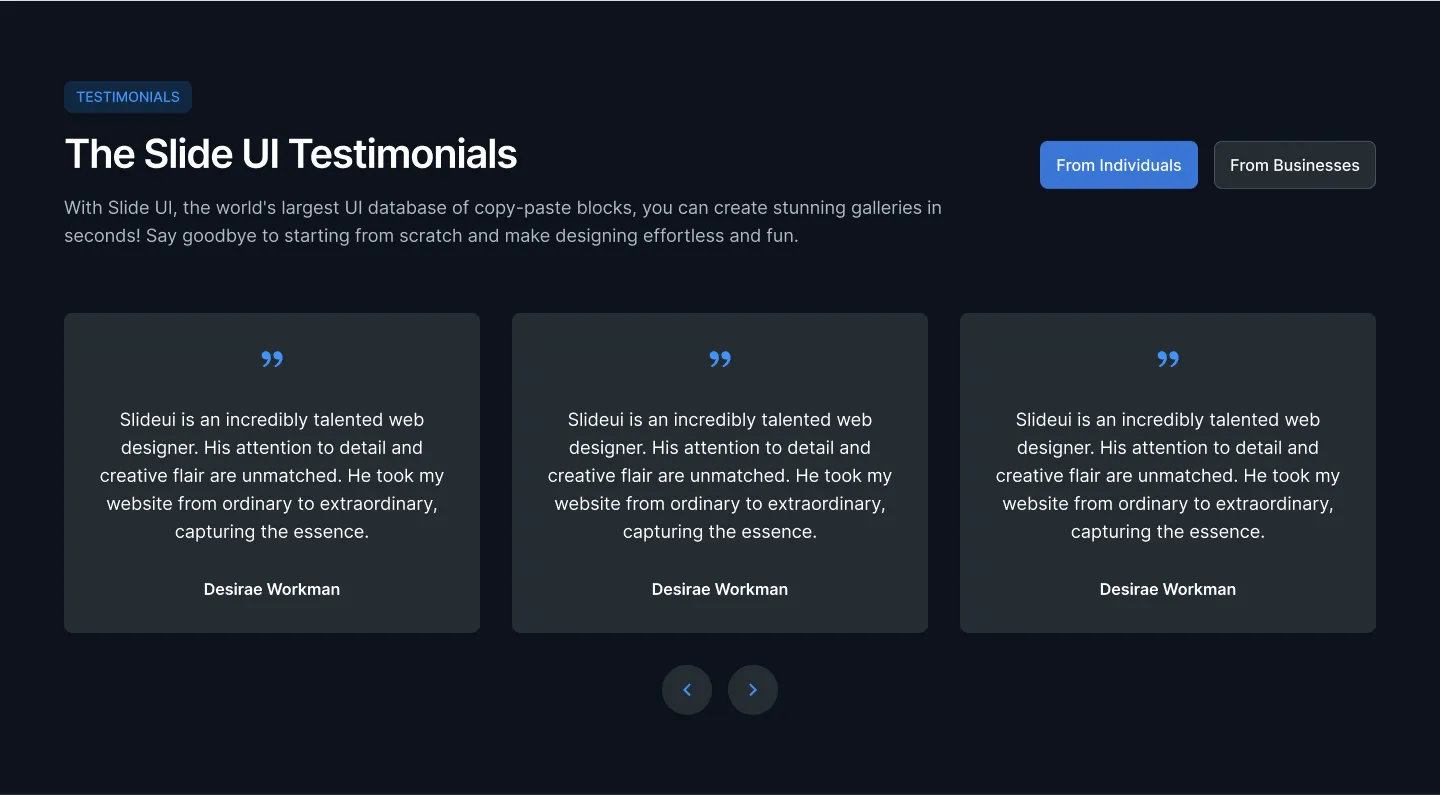 TESTIMONIALS
The Slide UI Testimonials
With Slide UI, the world's largest UI database of copy-paste blocks, you can create stunning galleries in
seconds! Say goodbye to starting from scratch and make designing effortless and fun.
From Individuals
From Businesses
”
Slideui is an incredibly talented web
designer. His attention to detail and
creative flair are unmatched. He took my
website from ordinary to extraordinary,
capturing the essence.
Desirae Workman
”
Slideui is an incredibly talented web
designer. His attention to detail and
creative flair are unmatched. He took my
website from ordinary to extraordinary,
capturing the essence.
Desirae Workman
”
Slideui is an incredibly talented web
designer. His attention to detail and
creative flair are unmatched. He took my
website from ordinary to extraordinary,
capturing the essence.
Desirae Workman